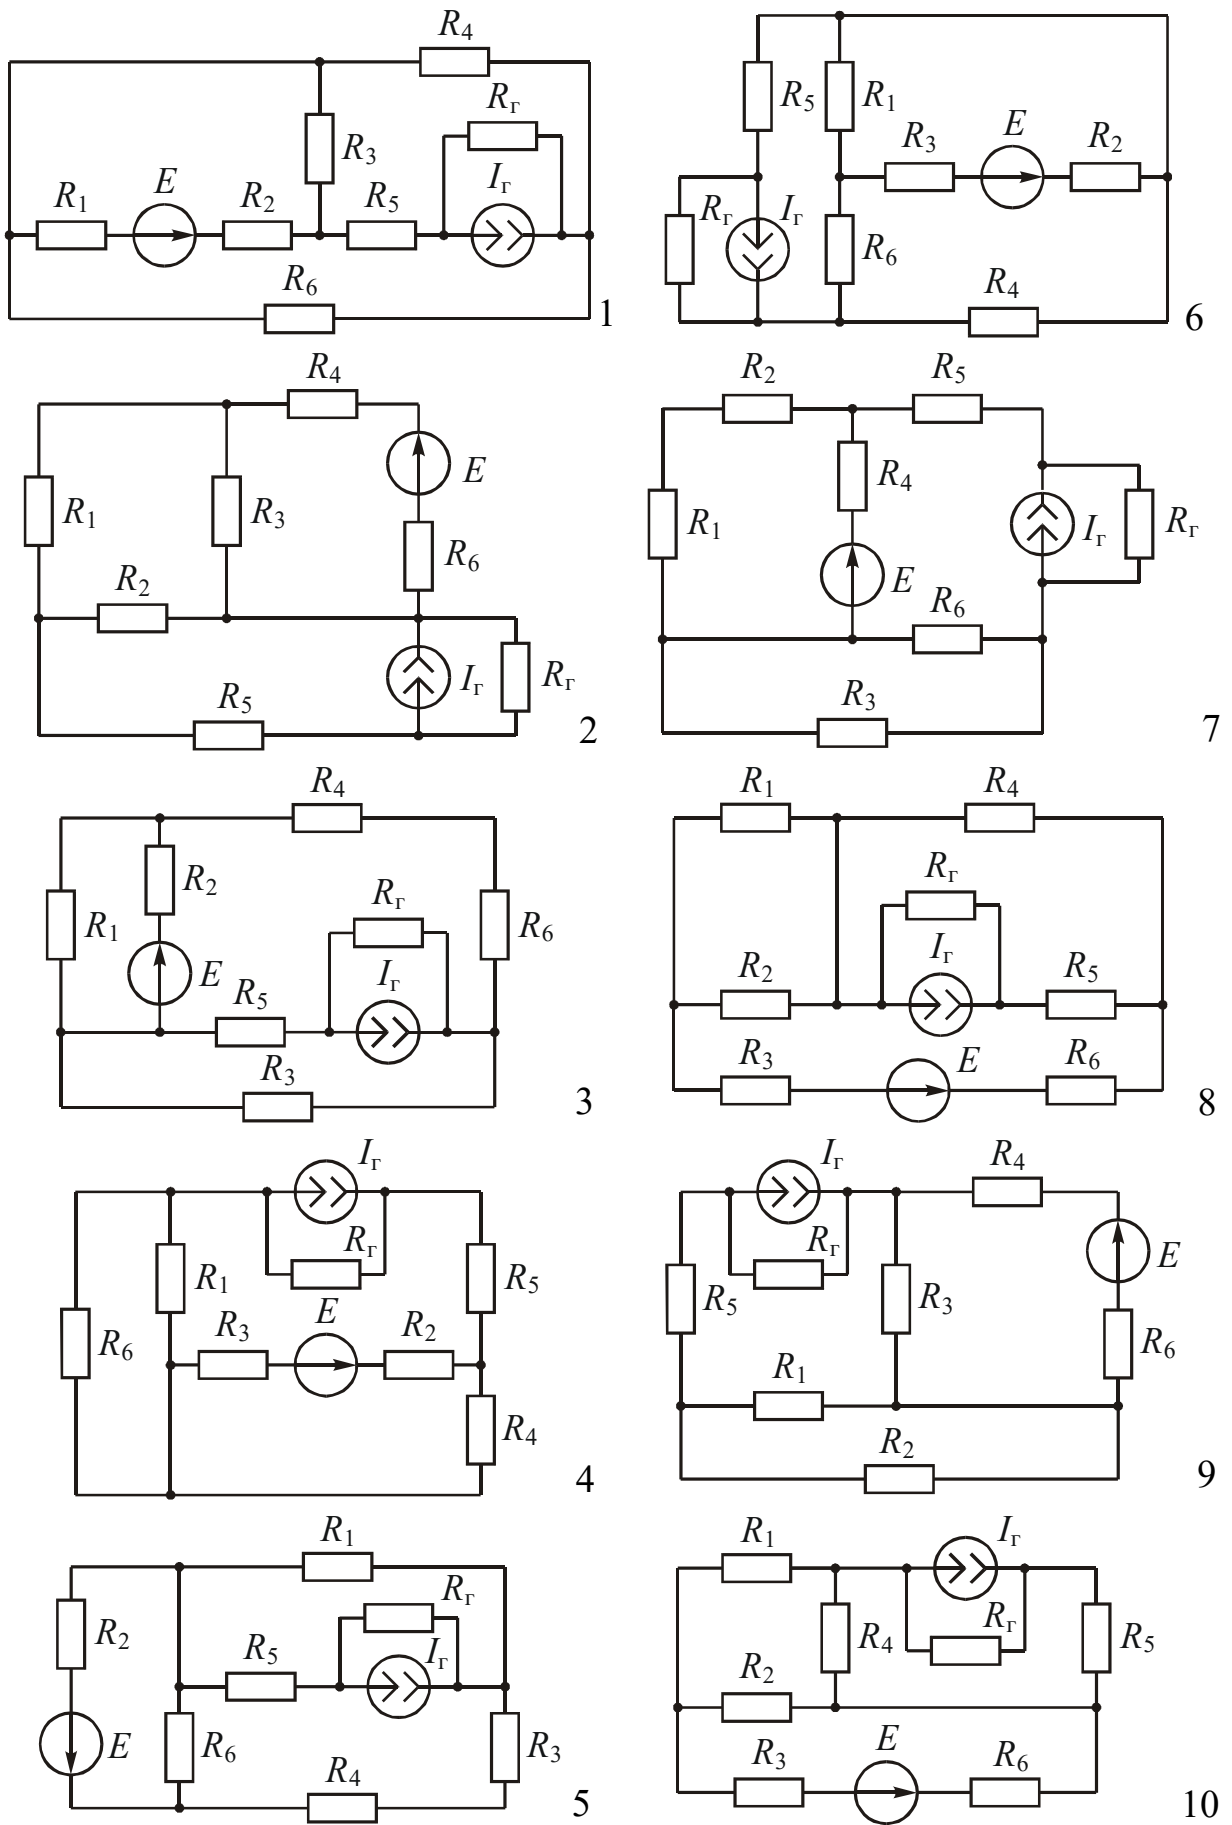 R4
Rг
R3
R1 E R2 R5 Iг
R6
1
R5 R1 R3 E R2
Rг Iг R6
R4
6
R4
R1 R3 E
R6
R2
Iг Rг
R5
2
R2 R5
R4
R1 Iг Rг
E R6
R3
7
R4
R2
R1 Rг R6
E R5 Iг
R3
3
R1 R4
Rг
R2 Iг R5
R3 E R6
8
Iг
Rг
R1 R5
R3 E R2
R6
R4
4
Iг R4
Rг E
R5 R3
R6
R1
R2
9
R1
Rг
R2 R5 Iг
E R6 R3
R4
5
R1 Iг
R4 Rг R5
R2
R3 E R6
10